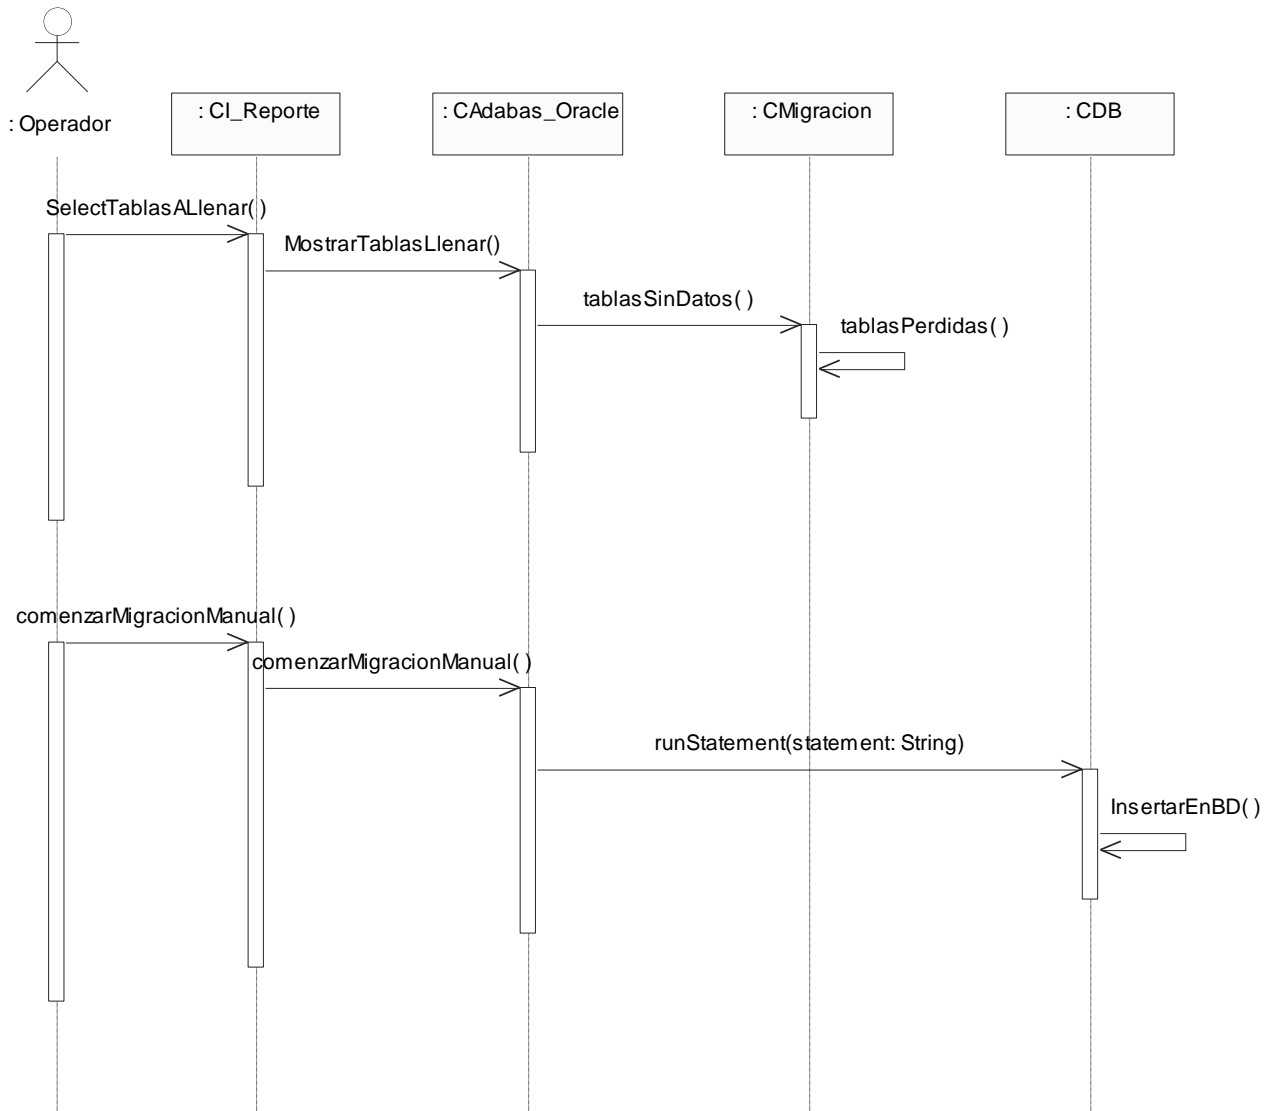 : Operador
: CI_Reporte
: CAdabas_Oracle
: CMigracion
: CDB
SelectTablasALlenar( )
MostrarTablasLlenar()
tablasSinDatos( )
tablasPerdidas( )
comenzarMigracionManual( )
comenzarMigracionManual( )
runStatement(statement: String)
InsertarEnBD( )